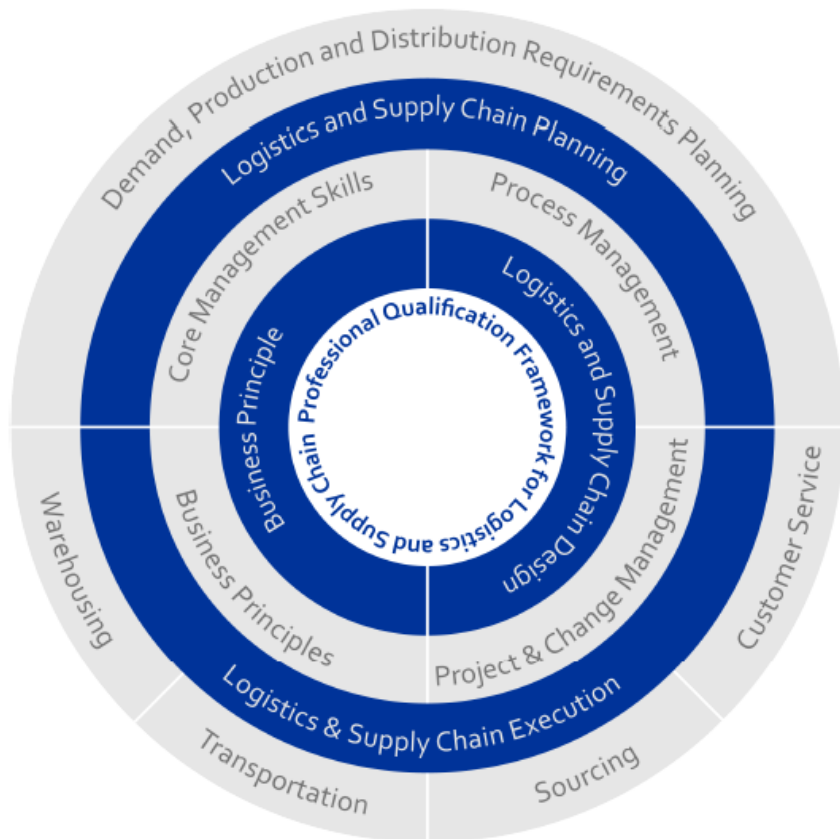 Demand, Production and Distribution Requirements Planning
Logistics and Supply Chain Planning
Core Management Skills
Process Management
Business Principle
Logistics and Supply Chain Design
Professional Qualification Framework for Logistics and Supply Chain
Business Principles
Project & Change Management
Logistics & Supply Chain Execution
Warehousing
Transportation
Sourcing
Customer Service